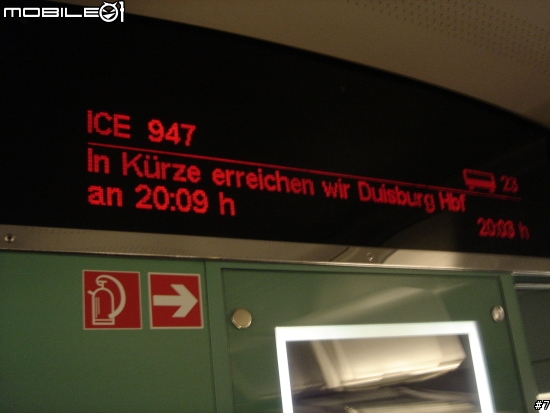 MOBILE01
ICE 947
23
In Kürze erreichen wir Duisburg Hbf
an 20:09 h
20:03 h
#7